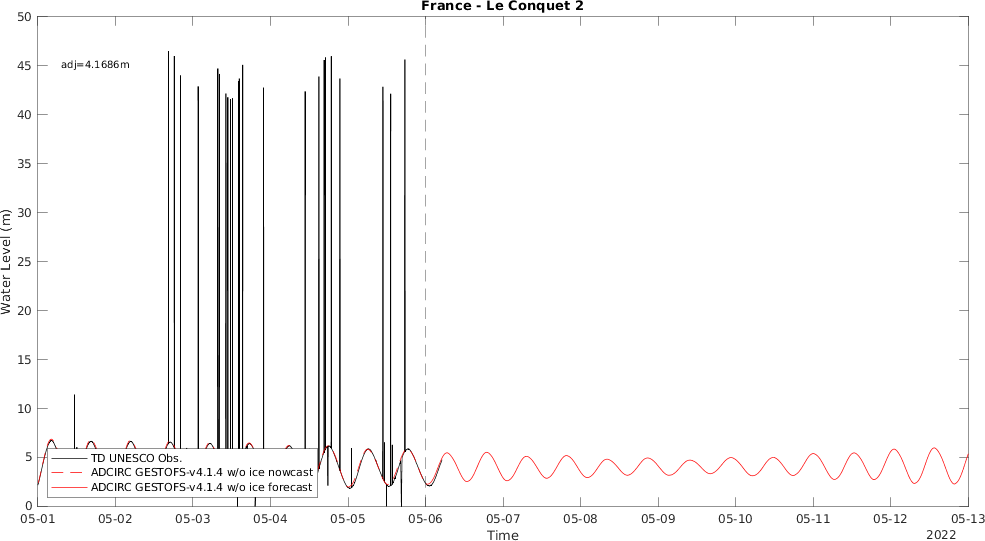 France - Le Conquet 2
50
45
40
35
30
25
20
15
10
5
0
Water Level (m)
adj=4.1686m
TD UNESCO Obs.
ADCIRC GESTOFS-v4.1.4 w/o ice nowcast
ADCIRC GESTOFS-v4.1.4 w/o ice forecast
05-01 05-02 05-03 05-04 05-05 05-06 05-07 05-08 05-09 05-10 05-11 05-12 05-13
Time
2022